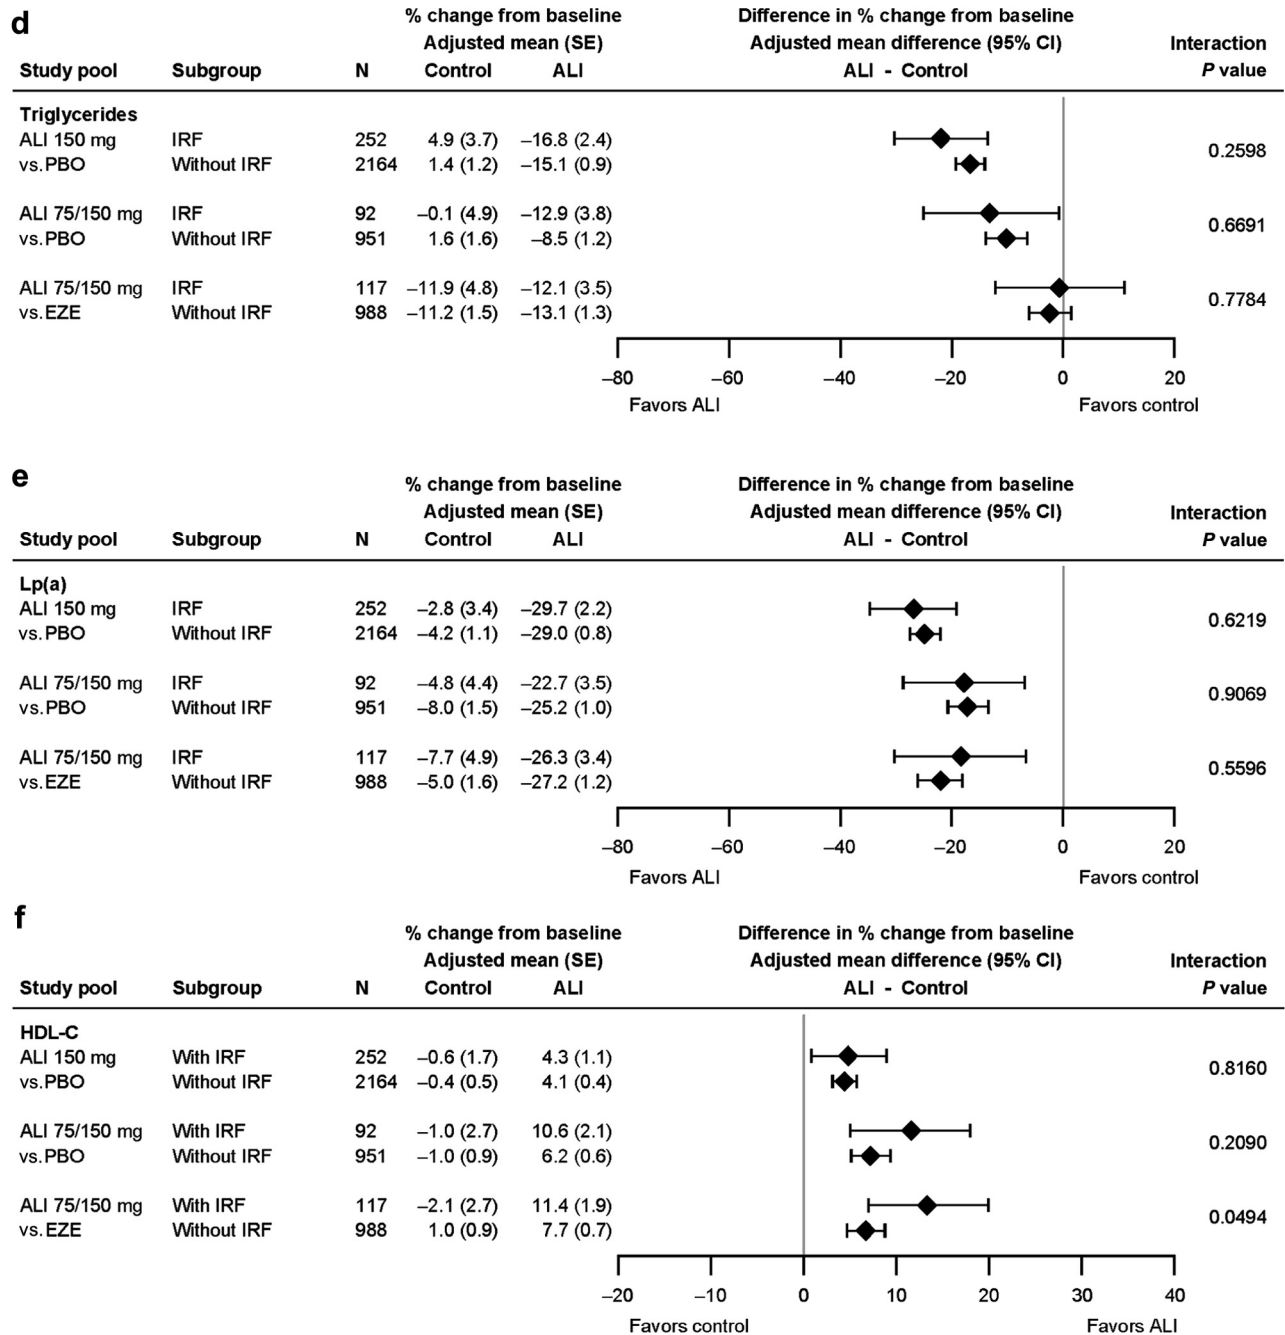 d
% change from baseline Difference in % change from baseline
Adjusted mean (SE) Adjusted mean difference (95% CI) Interaction
Study pool Subgroup N Control ALI ALI - Control P value
Triglycerides
ALI 150 mg IRF 252 4.9 (3.7) −16.8 (2.4)
vs. PBO Without IRF 2164 1.4 (1.2) −15.1 (0.9) 0.2598
ALI 75/150 mg IRF 92 −0.1 (4.9) −12.9 (3.8)
vs. PBO Without IRF 951 1.6 (1.6) −8.5 (1.2) 0.6691
ALI 75/150 mg IRF 117 −11.9 (4.8) −12.1 (3.5)
vs. EZE Without IRF 988 −11.2 (1.5) −13.1 (1.3) 0.7784
−80 −60 −40 −20 0 20
Favors ALI Favors control
e
% change from baseline Difference in % change from baseline
Adjusted mean (SE) Adjusted mean difference (95% CI) Interaction
Study pool Subgroup N Control ALI ALI - Control P value
Lp(a)
ALI 150 mg IRF 252 −2.8 (3.4) −29.7 (2.2)
vs. PBO Without IRF 2164 −4.2 (1.1) −29.0 (0.8) 0.6219
ALI 75/150 mg IRF 92 −4.8 (4.4) −22.7 (3.5)
vs. PBO Without IRF 951 −8.0 (1.5) −25.2 (1.0) 0.9069
ALI 75/150 mg IRF 117 −7.7 (4.9) −26.3 (3.4)
vs. EZE Without IRF 988 −5.0 (1.6) −27.2 (1.2) 0.5596
−80 −60 −40 −20 0 20
Favors ALI Favors control
f
% change from baseline Difference in % change from baseline
Adjusted mean (SE) Adjusted mean difference (95% CI) Interaction
Study pool Subgroup N Control ALI ALI - Control P value
HDL-C
ALI 150 mg With IRF 252 −0.6 (1.7) 4.3 (1.1)
vs. PBO Without IRF 2164 −0.4 (0.5) 4.1 (0.4) 0.8160
ALI 75/150 mg With IRF 92 −1.0 (2.7) 10.6 (2.1)
vs. PBO Without IRF 951 −1.0 (0.9) 6.2 (0.6) 0.2090
ALI 75/150 mg With IRF 117 −2.1 (2.7) 11.4 (1.9)
vs. EZE Without IRF 988 1.0 (0.9) 7.7 (0.7) 0.0494
−20 −10 0 10 20 30 40
Favors control Favors ALI